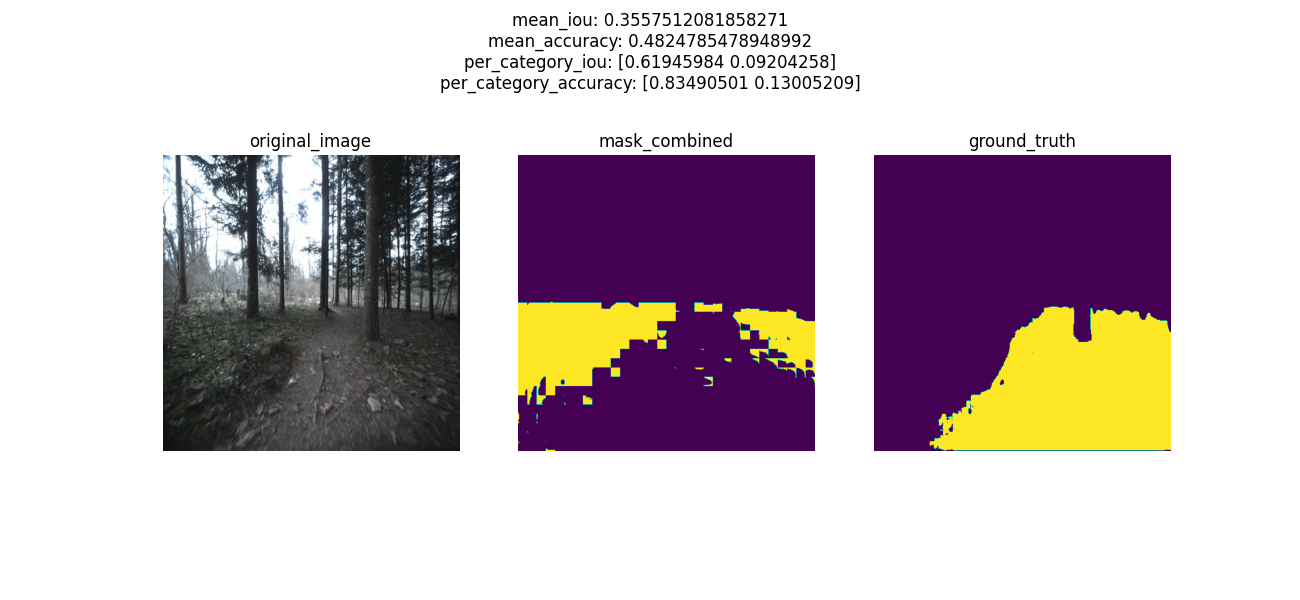 mean_iou: 0.3557512081858271
mean_accuracy: 0.4824785478948992
per_category_iou: [0.61945984 0.09204258]
per_category_accuracy: [0.83490501 0.13005209]
original_image
mask_combined
ground_truth